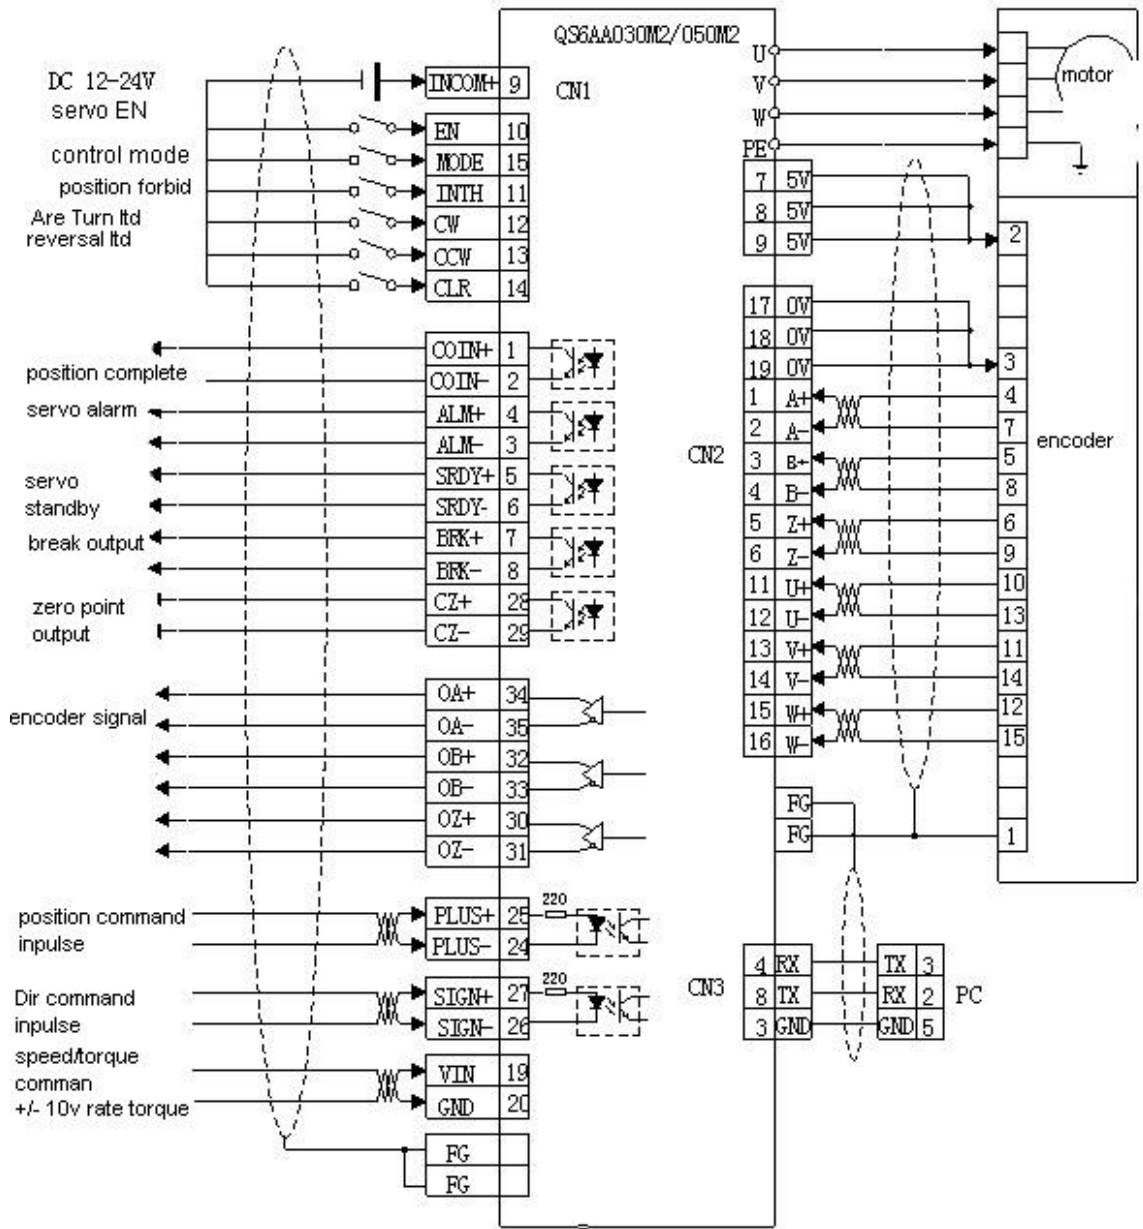 QS6AA030M2/050M2
CN1
DC 12-24V
servo EN
INCOM+ 9
EN 10
control mode
MODE 15
position forbid
INTH 11
Are Turn ltd
CW 12
reversal ltd
CCW 13
CLR 14
COIN+ 1
position complete
COIN- 2
servo alarm
ALM+ 4
ALM- 3
servo
standby
SRDY+ 5
SRDY- 6
break output
BRK+ 7
BRK- 8
zero point
output
CZ+ 28
CZ- 29
encoder signal
OA+ 34
OA- 35
OB+ 32
OB- 33
OZ+ 30
OZ- 31
position command
inpulse
PLUS+ 25 220
PLUS- 24
Dir command
inpulse
SIGN+ 27 220
SIGN- 26
speed/torque
comman
+/- 10v rate torque
VIN 19
GND 20
FG
FG
U
V
W
PE
motor
7 5V
8 5V
9 5V
2
17 0V
18 0V
19 0V
3
CN2
1 A+ 4
2 A- 7
encoder
3 B+ 5
4 B- 8
5 Z+ 6
6 Z- 9
11 U+ 10
12 U- 13
13 V+ 11
14 V- 14
15 W+ 12
16 W- 15
FG
FG 1
CN3
4 RX TX 3
8 TX RX 2
3 GND GND 5
PC